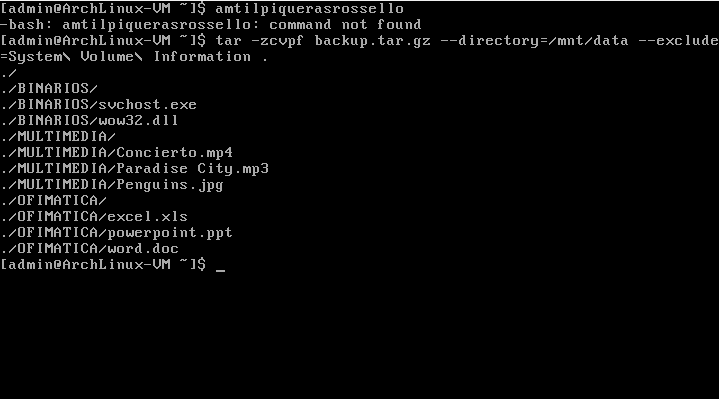 [admin@ArchLinux-VM ~]$ amtilpiquerasrossello
-bash: amtilpiquerasrossello: command not found
[admin@ArchLinux-VM ~]$ tar -zcvpf backup.tar.gz --directory=/mnt/data --exclude
=System\ Volume\ Information .
./
./BINARIOS/
./BINARIOS/svchost.exe
./BINARIOS/wow32.dll
./MULTIMEDIA/
./MULTIMEDIA/Concierto.mp4
./MULTIMEDIA/Paradise City.mp3
./MULTIMEDIA/Penguins.jpg
./OFIMATICA/
./OFIMATICA/excel.xls
./OFIMATICA/powerpoint.ppt
./OFIMATICA/word.doc
[admin@ArchLinux-VM ~]$ _